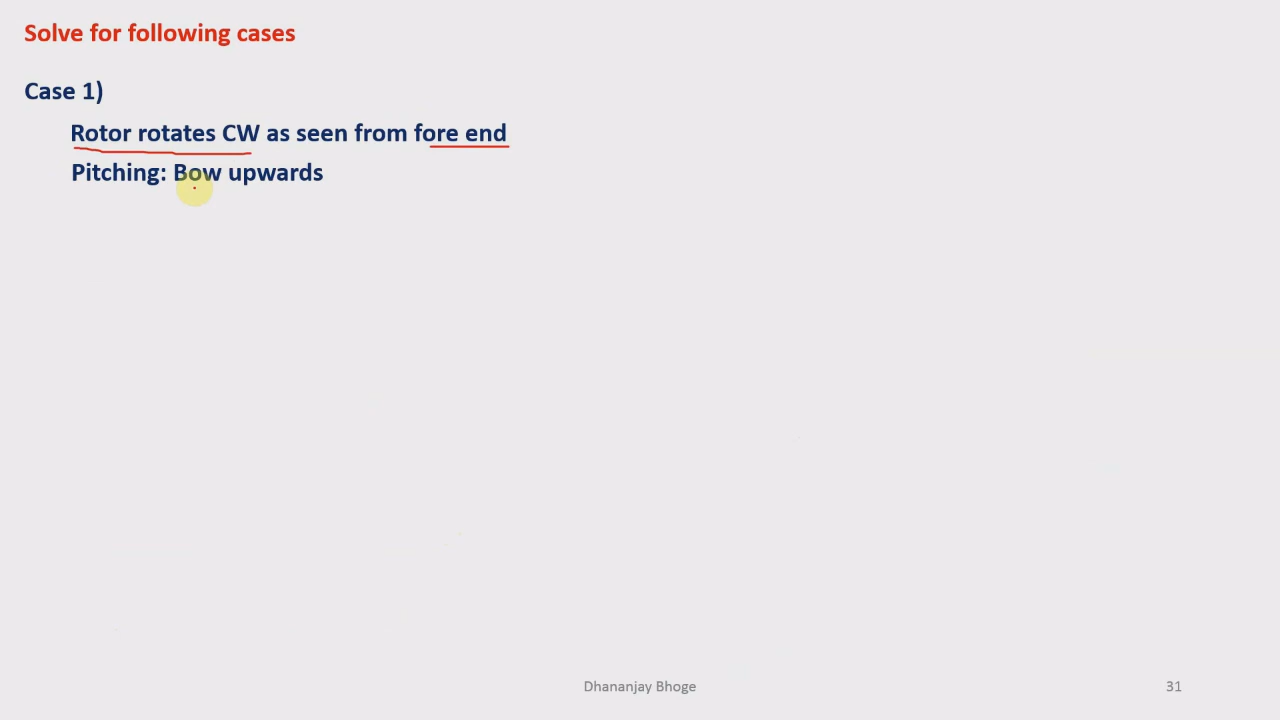 Solve for following cases
Case 1)
Rotor rotates CW as seen from fore end
Pitching: Bow upwards
Dhananjay Bhoge
31